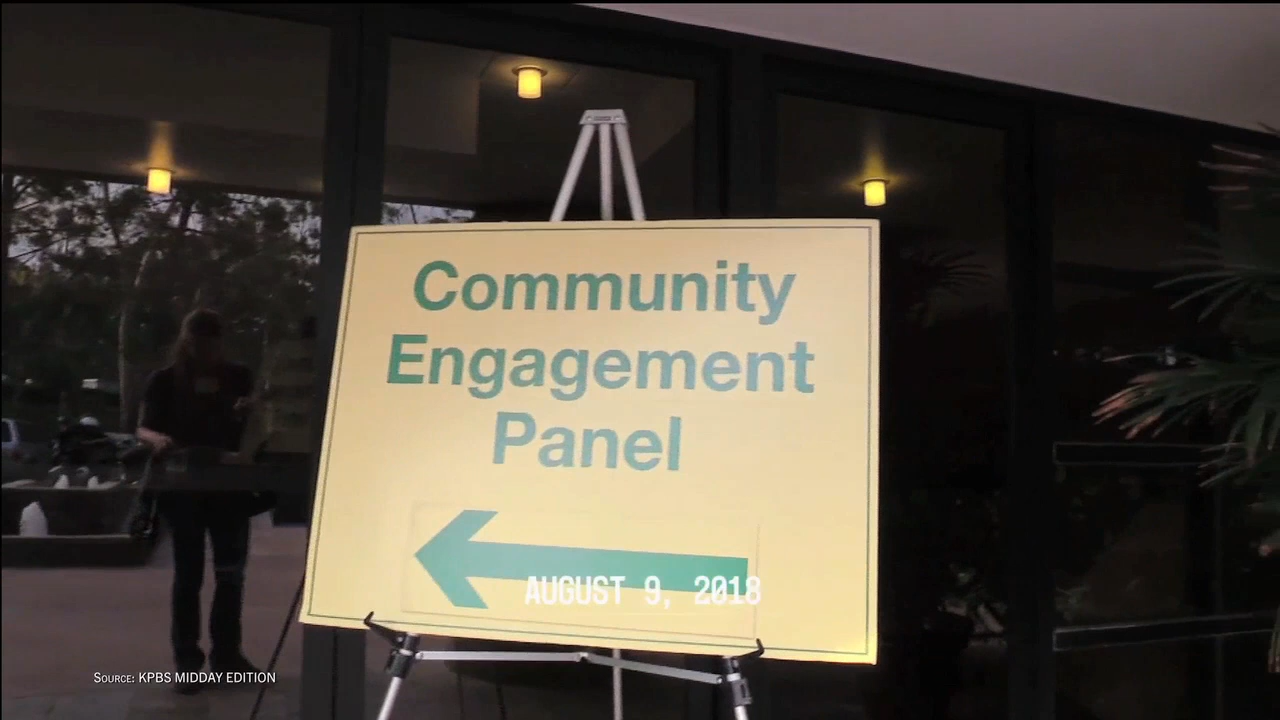 Community
Engagement
Panel
AUGUST 9, 2018
Source: KPBS MIDDAY EDITION